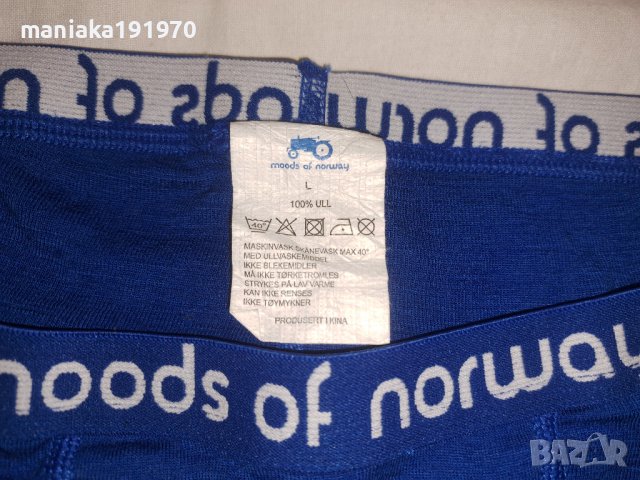 maniaka191970
moods of norway
moods of norway
L
100% ULL
40°
MASKINVASK SKÅNEVASK MAX 40°
MED ULLVASKEMIDDEL
IKKE BLEKEMIDLER
MÅ IKKE TØRKETROMLES
STRYKES PÅ LAV VARME
KAN IKKE RENSES
IKKE TØYMYKNER
PRODUSERT I KINA
moods of norway
BAZAR